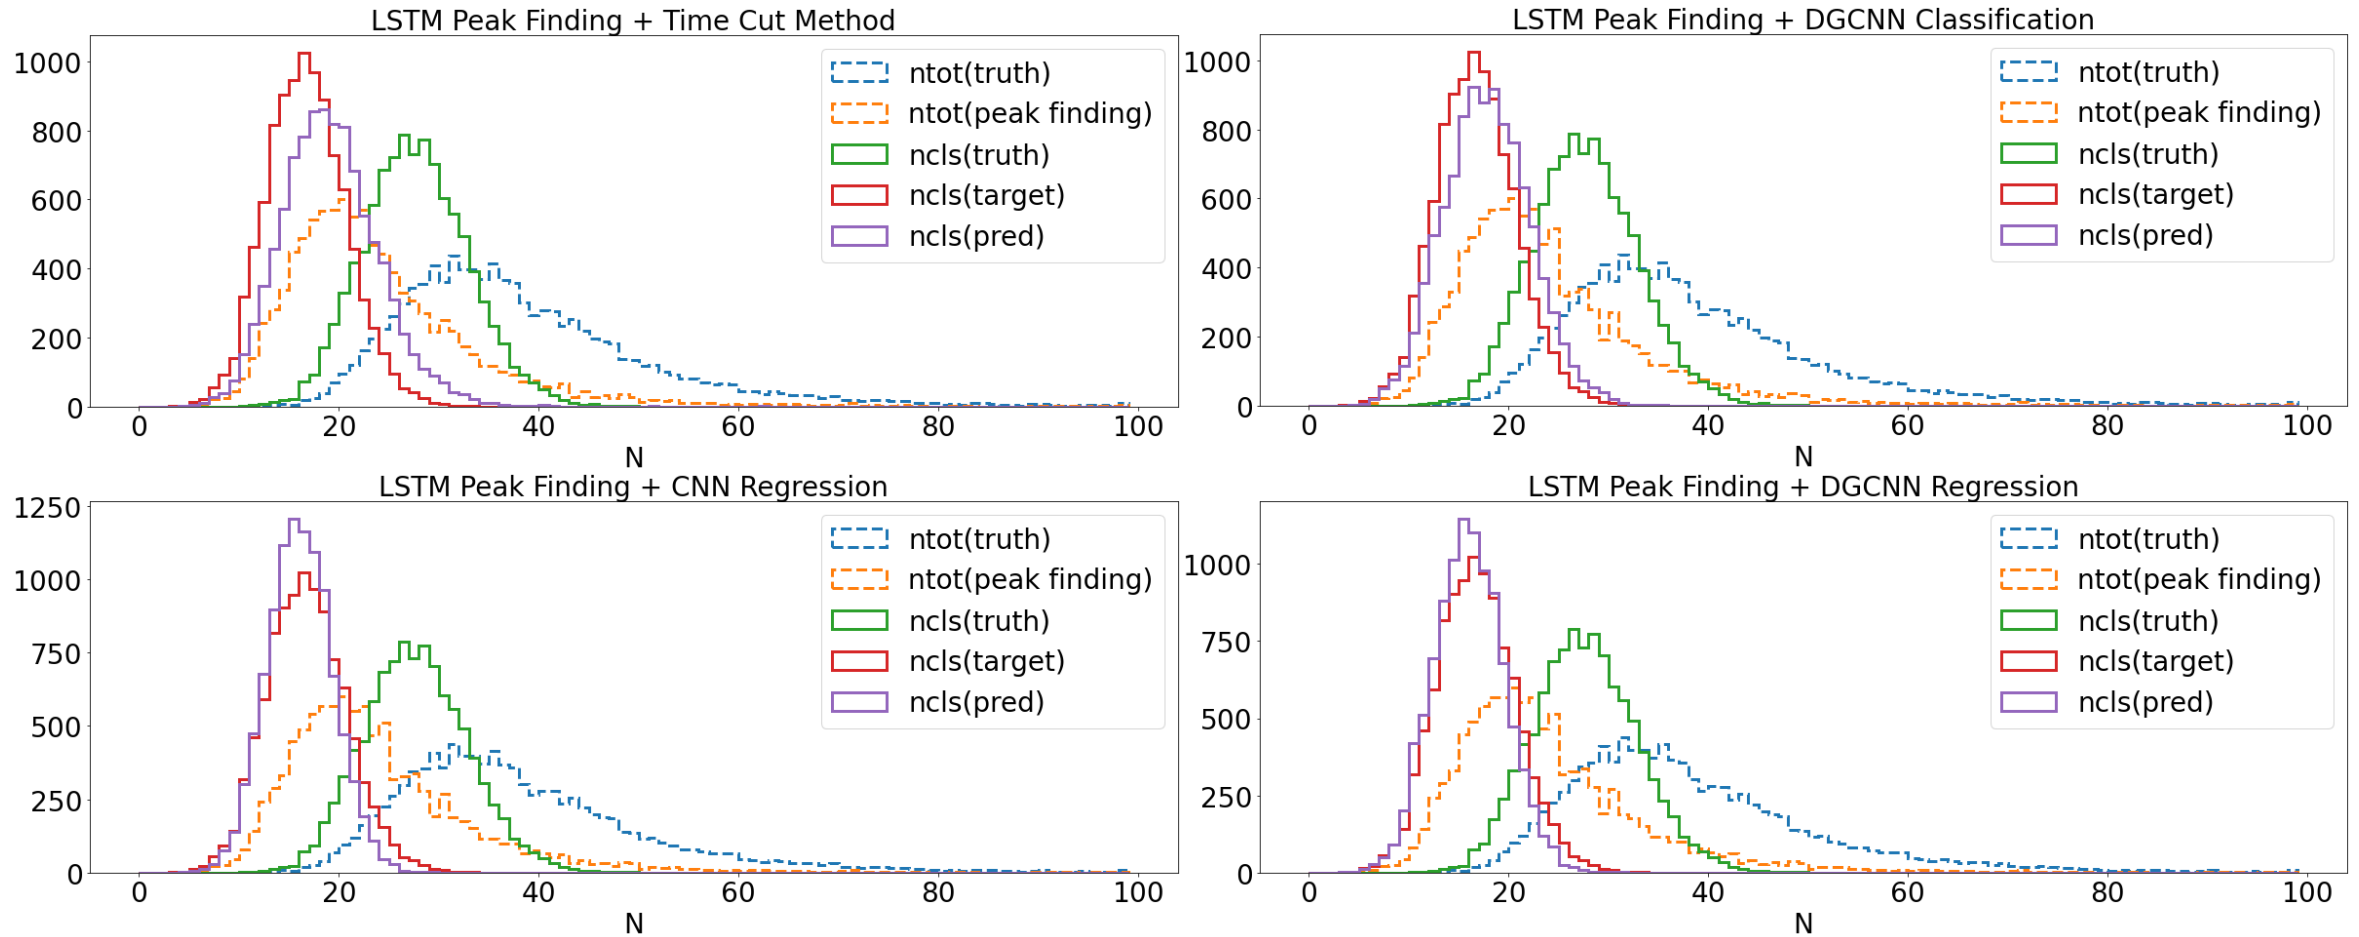 LSTM Peak Finding + Time Cut Method
1000
800
600
400
200
0
ntot(truth)
ntot(peak finding)
ncls(truth)
ncls(target)
ncls(pred)
0 20 40 60 80 100
N
LSTM Peak Finding + DGCNN Classification
1000
800
600
400
200
0
ntot(truth)
ntot(peak finding)
ncls(truth)
ncls(target)
ncls(pred)
0 20 40 60 80 100
N
LSTM Peak Finding + CNN Regression
1250
1000
750
500
250
0
ntot(truth)
ntot(peak finding)
ncls(truth)
ncls(target)
ncls(pred)
0 20 40 60 80 100
N
LSTM Peak Finding + DGCNN Regression
1000
750
500
250
0
ntot(truth)
ntot(peak finding)
ncls(truth)
ncls(target)
ncls(pred)
0 20 40 60 80 100
N